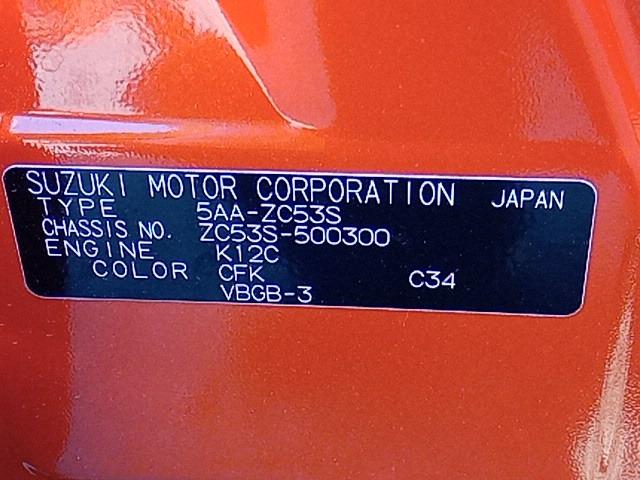 SUZUKI MOTOR CORPORATION JAPAN
TYPE 5AA-ZC53S
CHASSIS NO. ZC53S-500300
ENGINE K12C
COLOR CFK C34
VBGB-3